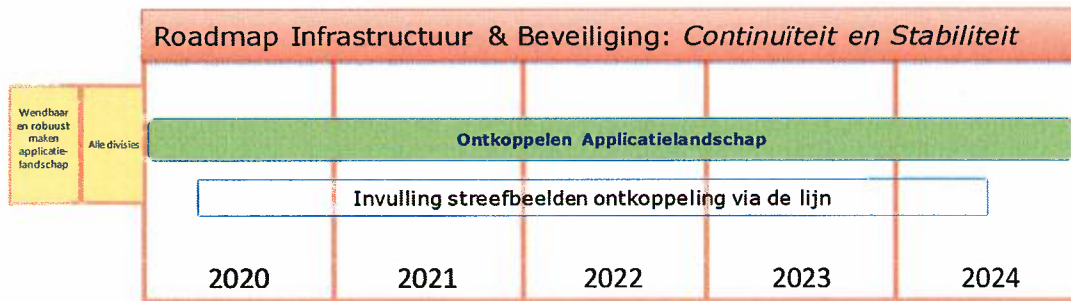 Roadmap Infrastructuur & Beveiliging: Continuïteit en Stabiliteit
Wendbaar
en robuust
maken
applicatie-
landschap
Alle divisies
Ontkoppelen Applicatielandschap
Invulling streefbeelden ontkoppeling via de lijn
2020
2021
2022
2023
2024